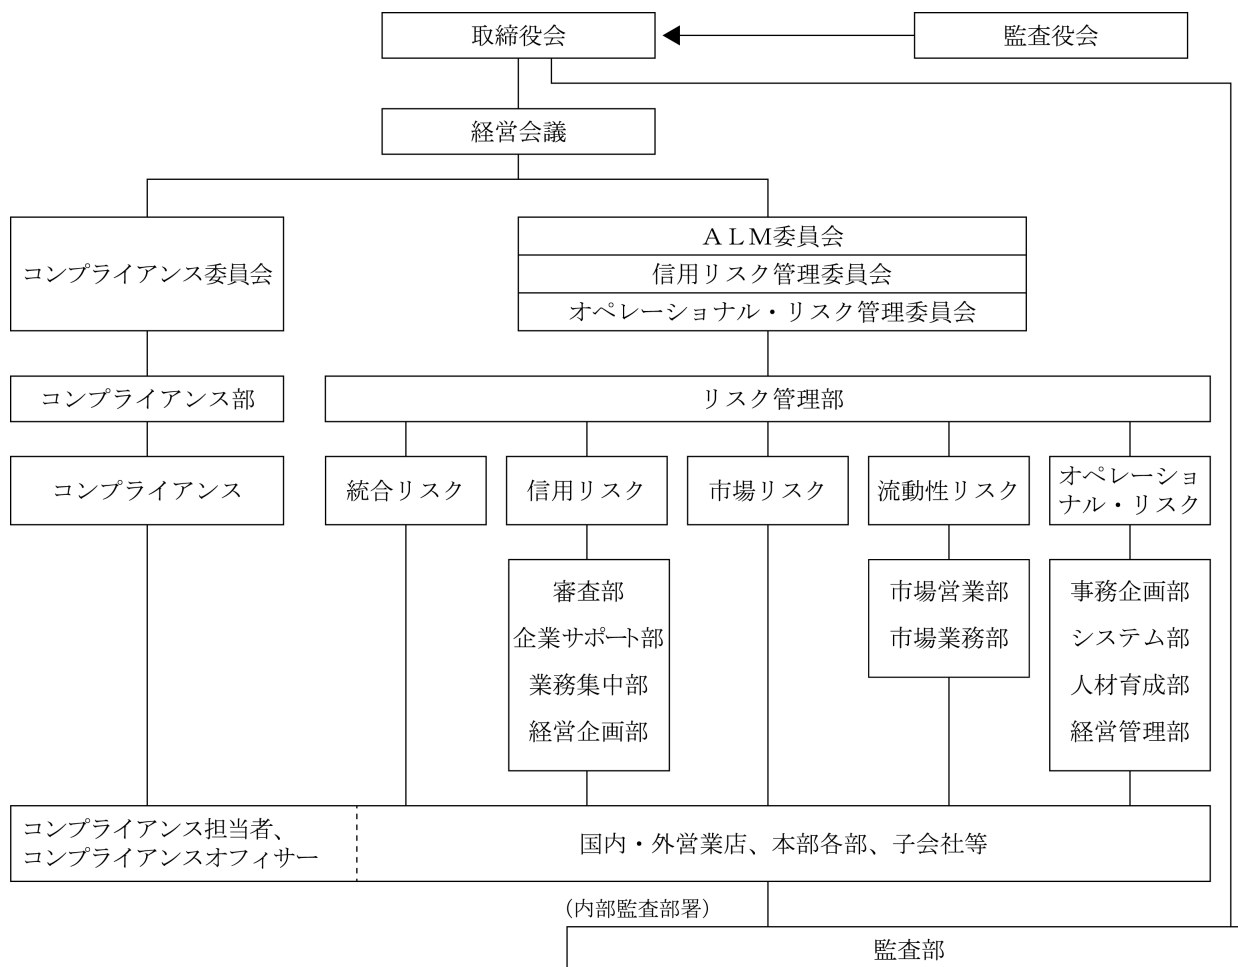 取締役会
監査役会
経営会議
コンプライアンス委員会
ＡＬＭ委員会
信用リスク管理委員会
オペレーショナル・リスク管理委員会
コンプライアンス部
リスク管理部
コンプライアンス
統合リスク
信用リスク
市場リスク
流動性リスク
オペレーショ
ナル・リスク
審査部
企業サポート部
業務集中部
経営企画部
市場営業部
市場業務部
事務企画部
システム部
人材育成部
経営管理部
コンプライアンス担当者、
コンプライアンスオフィサー
国内・外営業店、本部各部、子会社等
（内部監査部署）
監査部